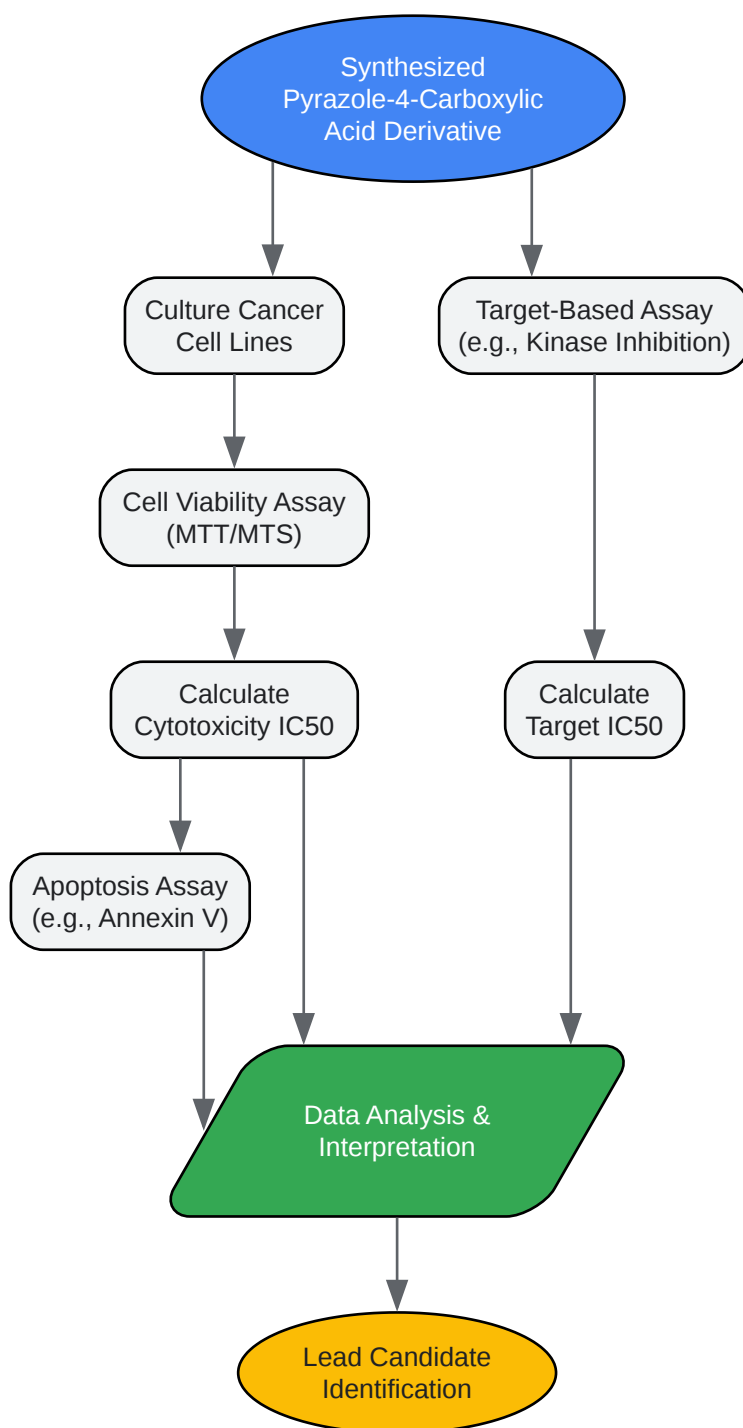 Synthesized
Pyrazole-4-Carboxylic
Acid Derivative
Culture Cancer
Cell Lines
Target-Based Assay
(e.g., Kinase Inhibition)
Cell Viability Assay
(MTT/MTS)
Calculate
Cytotoxicity IC50
Calculate
Target IC50
Apoptosis Assay
(e.g., Annexin V)
Data Analysis &
Interpretation
Lead Candidate
Identification